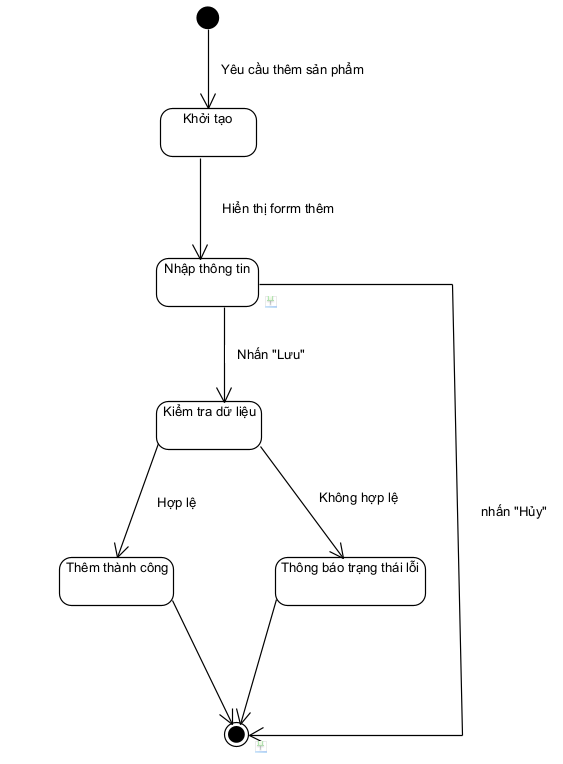 Yêu cầu thêm sản phẩm
Khởi tạo
Hiển thị forrm thêm
Nhập thông tin
Nhấn "Lưu"
Kiểm tra dữ liệu
Hợp lệ
Không hợp lệ
nhấn "Hủy"
Thêm thành công
Thông báo trạng thái lỗi